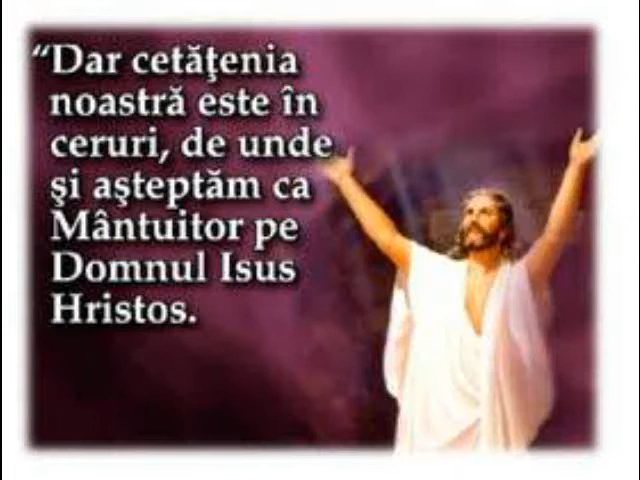 “Dar cetăţenia
noastră este în
ceruri, de unde
şi aşteptăm ca
Mântuitor pe
Domnul Isus
Hristos.